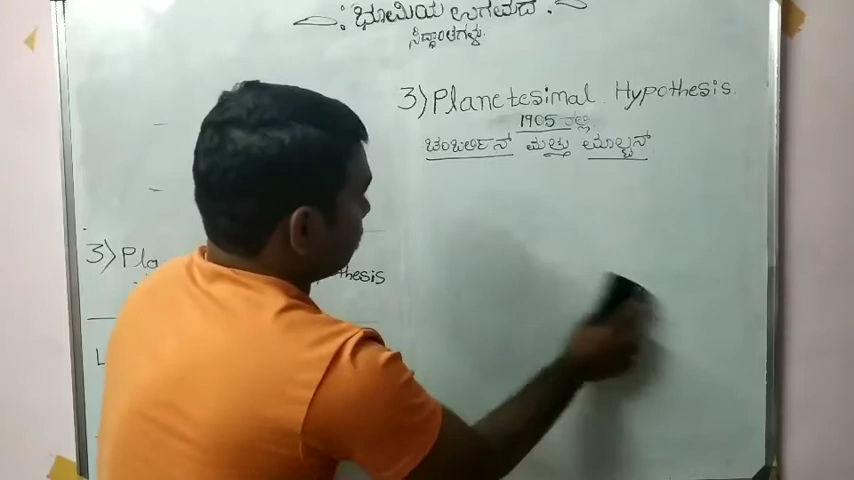 : ಭೂಮಿಯ ಉಗಮದ .
ಸಿದ್ಧಾಂತಗಳು.
3) Planetesimal Hypothesis.
1905 ರಲ್ಲಿ
ಚಂಬರ್ಲಿನ್ ಮತ್ತು ಮೌಲ್ಟನ್
3) Pla thesis